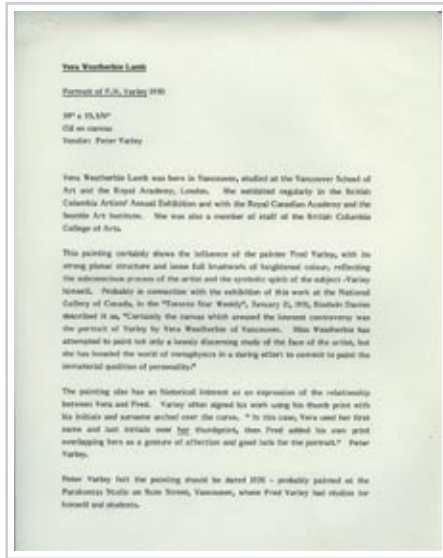 Vera Weatherbie Lamb
Portrait of F.H. Varley 1930
Oil on canvas
Vendor: Peter Varley
Vera Weatherbie Lamb was born in Vancouver, studied at the Vancouver School of
Art and the Royal Academy, London. She exhibited regularly in the British
Columbia Artists' Annual Exhibition and with the Royal Canadian Academy and the
Seattle Art Institute. She was also a member of staff of the British Columbia
College of Arts.
This painting certainly shows the influence of the painter Fred Varley, with its
strong planar structure and loose full brushwork of heightened colour, reflecting
the subconscious process of the artist and the symbolic spirit of the subject -Varley
himself. Probably in connection with the exhibition of this work at the National
Gallery of Canada, in the "Toronto Star Weekly", January 1931, Davies
described it as, "Certainly the canvas which aroused the keenest controversy was
the portrait of Varley by Vera Weatherbie of Vancouver. Miss Weatherbie has
attempted to paint not only a keenly discerning study of the face of the artist, but
she has invaded the world of metaphysics in a daring effort to commit to paint the
immaterial qualities of personality."
The painting also has an historical interest as an expression of the relationship
between Vera and Fred. Varley often signed his work using his thumb print with
his initials and surname arched over the curve. " In this case, Vera used her first
name and last initials over her thumbprint, then Fred added his own print
overlapping hers as a gesture of affection and good luck for the portrait." Peter
Varley.
Peter Varley felt the painting should be dated - probably painted at the
Parakontas Studio on Bute Street, Vancouver, where Fred Varley had studios for
himself and students.